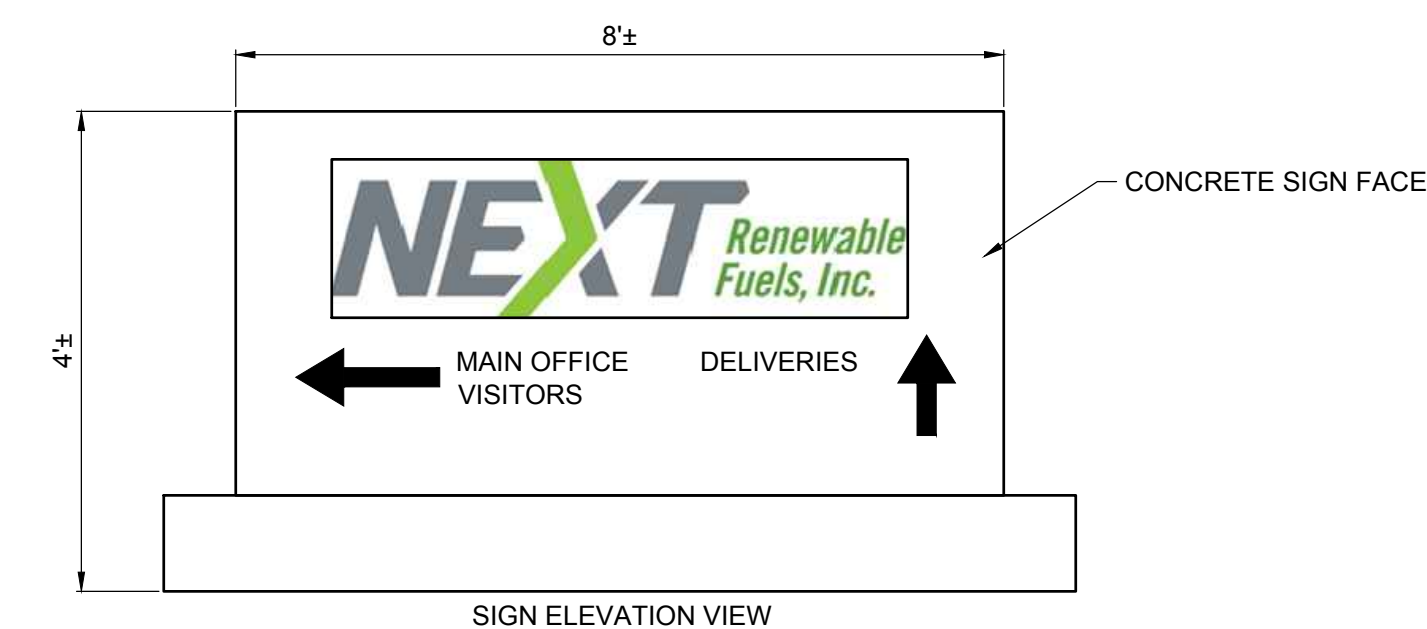 8'±
CONCRETE SIGN FACE
NEXT Renewable
Fuels, Inc.
4'±
MAIN OFFICE
VISITORS
DELIVERIES
SIGN ELEVATION VIEW